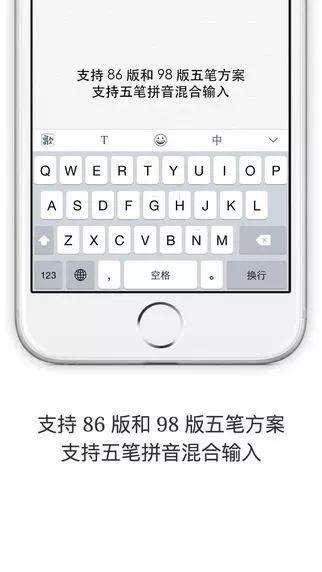 支持 86 版和 98 版五笔方案
支持五笔拼音混合输入
T 中
Q W E R T Y U I O P
A S D F G H J K L
Z X C V B N M
123 , 空格 。 换行
支持 86 版和 98 版五笔方案
支持五笔拼音混合输入